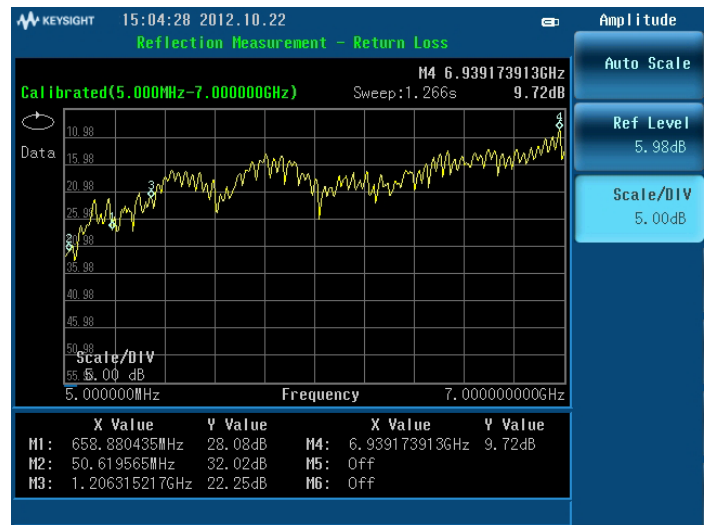 KEYSIGHT 15:04:28 2012.10.22
Amplitude
Reflection Measurement - Return Loss
M4 6.939173913GHz
Calibrated(5.000MHz-7.000000GHz) Sweep:1.266s 9.72dB
Auto Scale
Ref Level
5.98dB
Scale/DIV
5.00dB
Data
10.98
15.98
20.98
25.98
35.98
40.98
45.98
50.98
Scale/DIV
5.00 dB
4
3
1
2
5.000000MHz Frequency 7.000000000GHz
X Value Y Value X Value Y Value
M1: 658.880435MHz 28.08dB M4: 6.939173913GHz 9.72dB
M2: 50.619565MHz 32.02dB M5: Off
M3: 1.206315217GHz 22.25dB M6: Off